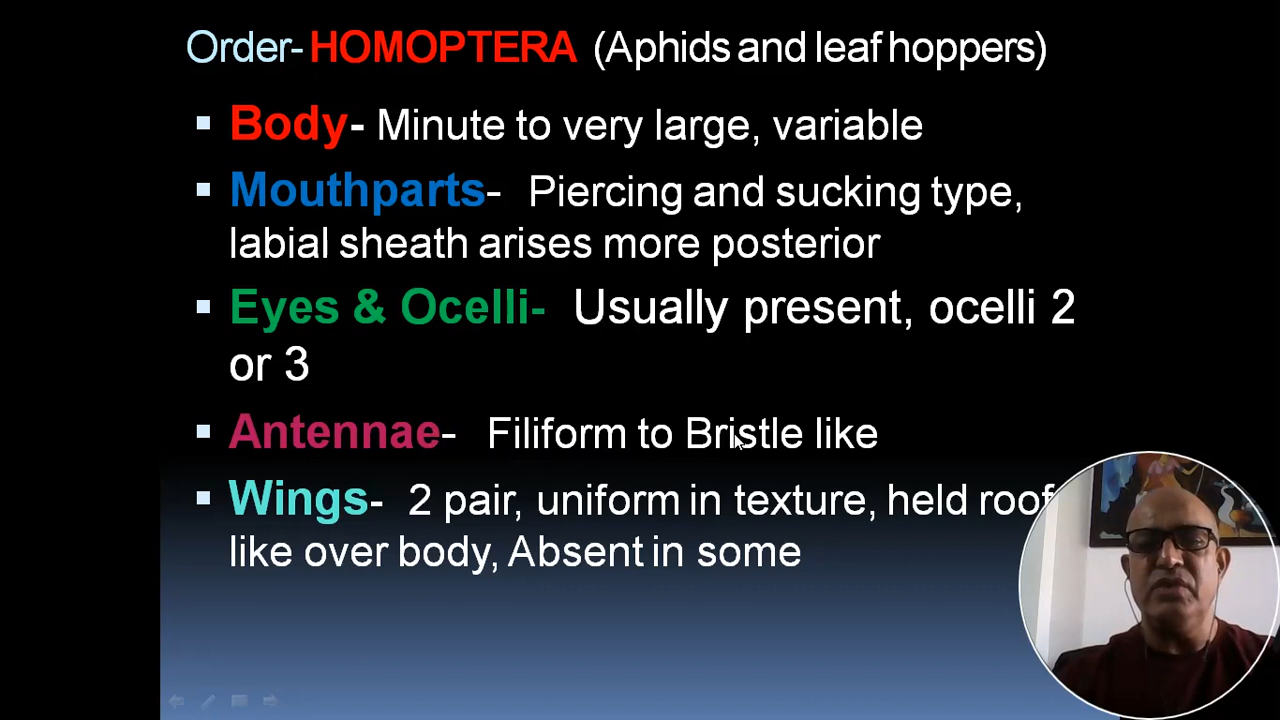 Order- HOMOPTERA (Aphids and leaf hoppers)
Body- Minute to very large, variable
Mouthparts- Piercing and sucking type,
labial sheath arises more posterior
Eyes & Ocelli- Usually present, ocelli 2
or 3
Antennae- Filiform to Bristle like
Wings- 2 pair, uniform in texture, held roof
like over body, Absent in some